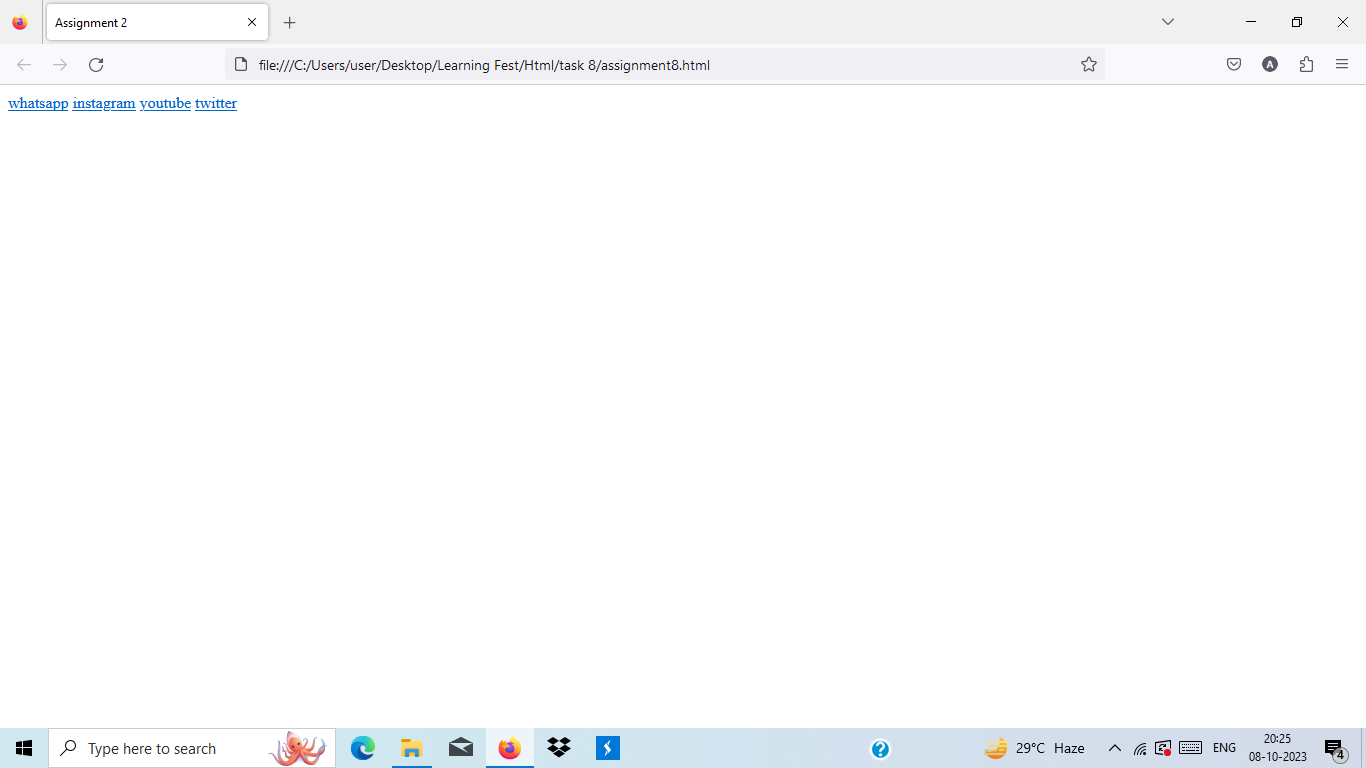 Assignment 2
file:///C:/Users/user/Desktop/Learning Fest/Html/task 8/assignment8.html
A
whatsapp instagram youtube twitter
Type here to search
29°C Haze
ENG
20:25
08-10-2023
4